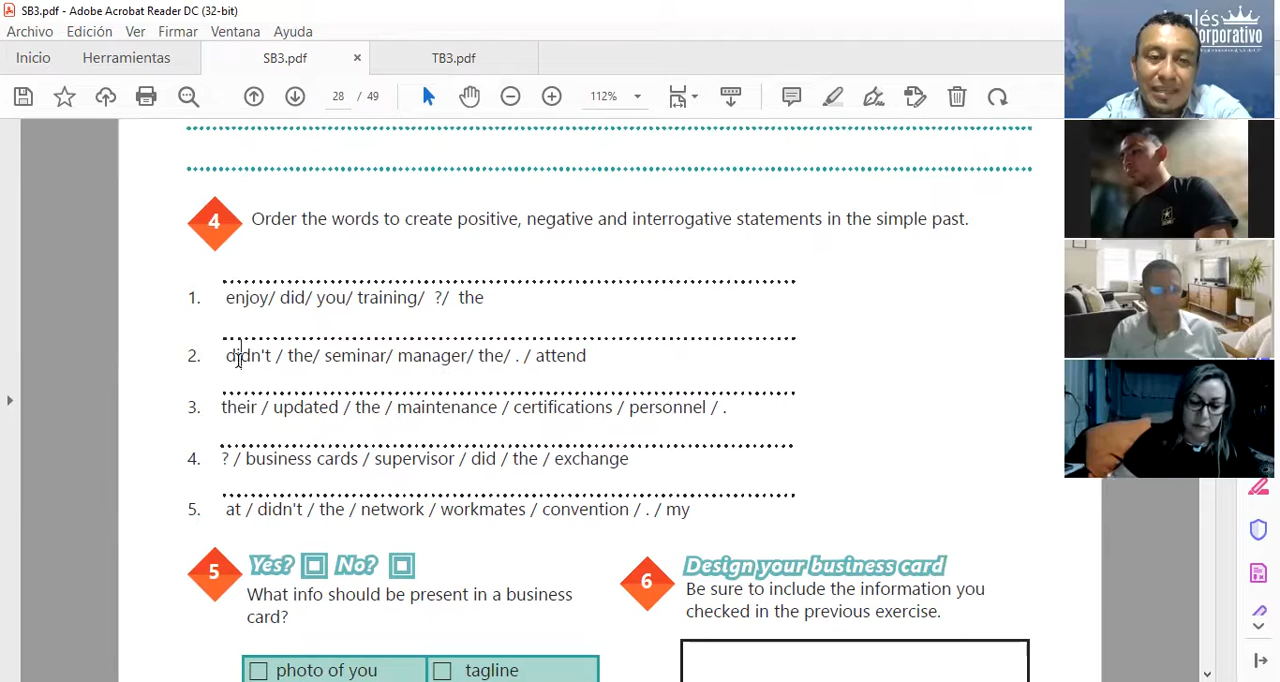 SB3.pdf - Adobe Acrobat Reader DC (32-bit)
Archivo Edición Ver Firmar Ventana Ayuda
Inicio Herramientas SB3.pdf × TB3.pdf
28 / 49 112%
inglés
corporativo
4 Order the words to create positive, negative and interrogative statements in the simple past.
1. enjoy/ did/ you/ training/ ?/ the
2. didn't / the/ seminar/ manager/ the/ . / attend
3. their / updated / the / maintenance / certifications / personnel / .
4. ? / business cards / supervisor / did / the / exchange
5. at / didn't / the / network / workmates / convention / . / my
5 Yes? No?
What info should be present in a business
card?
photo of you tagline
6 Design your business card
Be sure to include the information you
checked in the previous exercise.